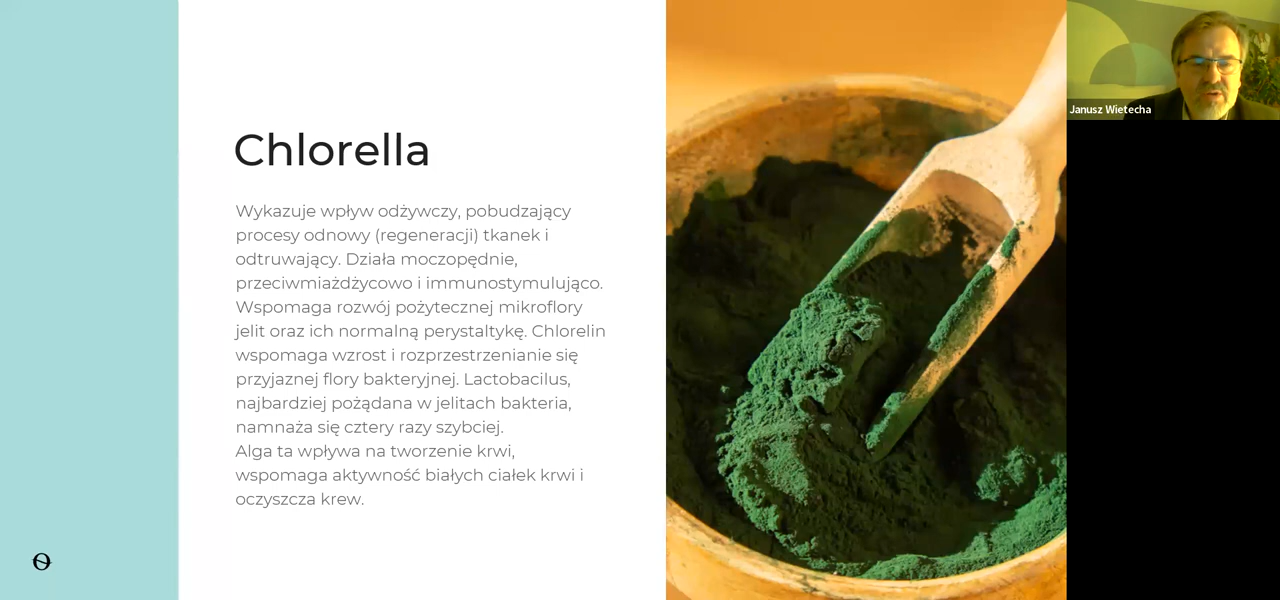 Chlorella
Wykazuje wpływ odżywczy, pobudzający
procesy odnowy (regeneracji) tkanek i
odtruwający. Działa moczopędnie,
przeciwmiażdżycowo i immunostymulująco.
Wspomaga rozwój pożytecznej mikroflory
jelit oraz ich normalną perystaltykę. Chlorelin
wspomaga wzrost i rozprzestrzenianie się
przyjaznej flory bakteryjnej. Lactobacilus,
najbardziej pożądana w jelitach bakteria,
namnaża się cztery razy szybciej.
Alga ta wpływa na tworzenie krwi,
wspomaga aktywność białych ciałek krwi i
oczyszcza krew.
Janusz Wietecha